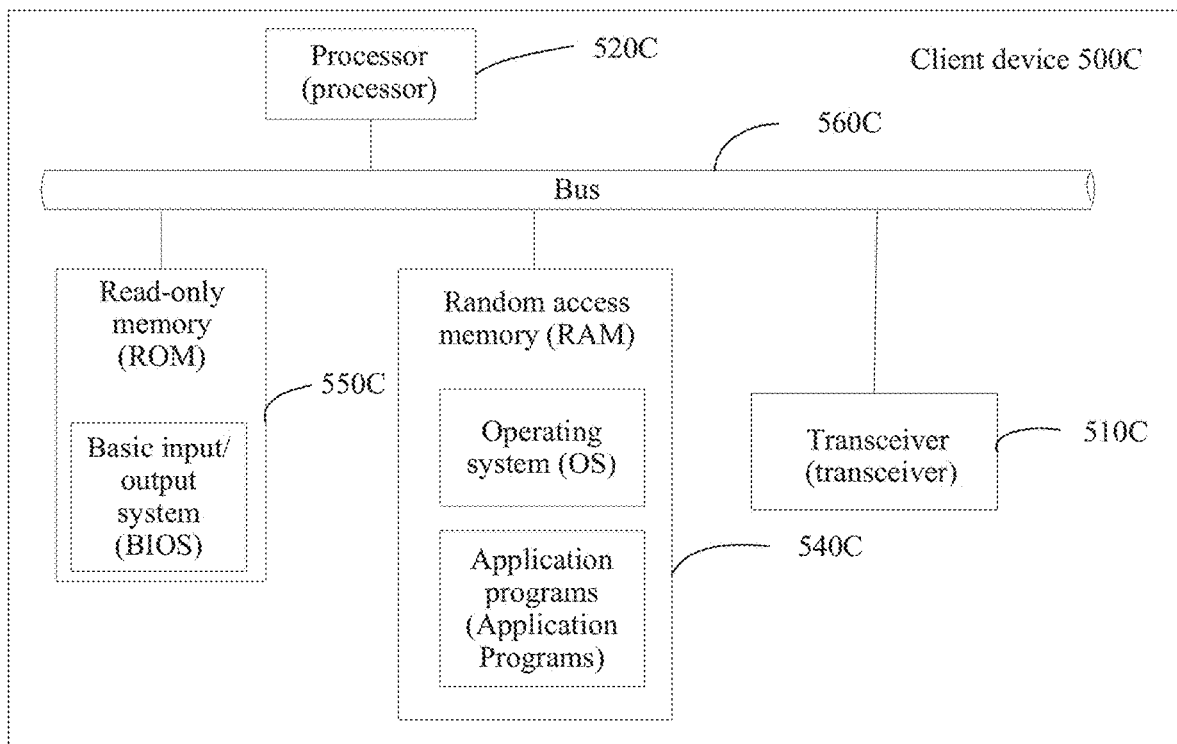 Processor
(processor)
520C
Client device 500C
560C
Bus
Read-only
memory
(ROM)
550C
Basic input/
output
system
(BIOS)
Random access
memory (RAM)
Operating
system (OS)
Application
programs
(Application
Programs)
540C
Transceiver
(transceiver)
510C